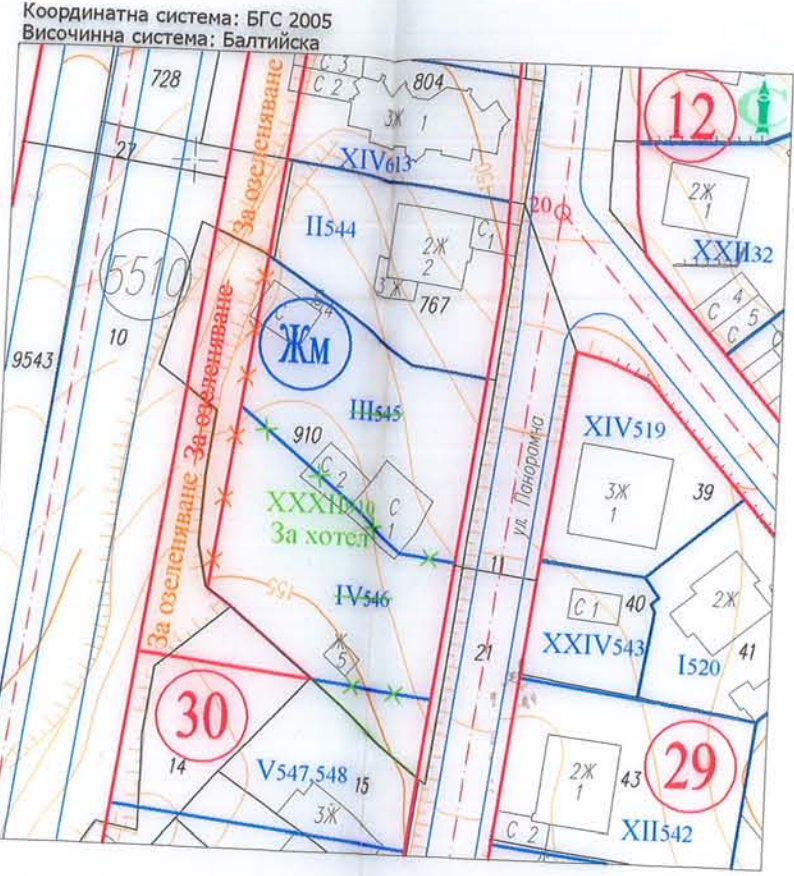 Координатна система: БГС 2005
Височинна система: Балтийска
728
С 3
С 2
804
3Ж
1
12
С
27
XIV613
За озеленяване
2Ж
1
20
II544
2Ж
2
С
1
XXII32
5510
3Ж
767
4
С 5
С
С
10
За озеленяване
Жм
9543
III545
ул. Панорамна
XIV519
910
С
2
С
1
3Ж
1
39
XXXII910
За хотел
За озеленяване
11
155
IV546
С 1
40
2Ж
Ж
5
21
XXIV543
I520
41
30
14
V547,548
15
3Ж
2Ж
1
43
29
С 2
XII542